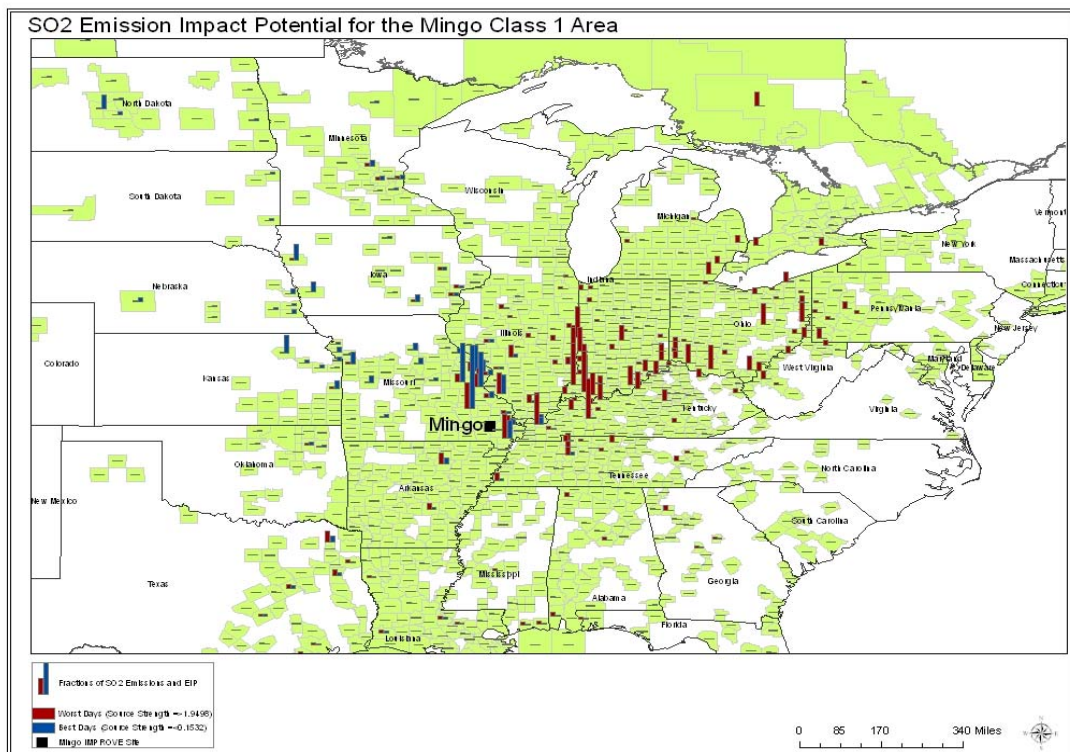 SO2 Emission Impact Potential for the Mingo Class 1 Area
North Dakota
Minnesota
South Dakota
Wisconsin
Michigan
Vermont
New York
Massachusetts
Connecticut
Nebraska
Iowa
Indiana
Illinois
Ohio
Pennsylvania
New Jersey
Colorado
Kansas
Missouri
West Virginia
Maryland
Delaware
Virginia
Kentucky
Mingo
Oklahoma
Arkansas
Tennessee
North Carolina
New Mexico
South Carolina
Texas
Mississippi
Alabama
Georgia
Louisiana
Florida
Fractions of SO2 Emissions and EIP
Worst Days (Source Strength =~1.9498)
Best Days (Source Strength =~0.1532)
Mingo IMPROVE Site
0 85 170 340 Miles